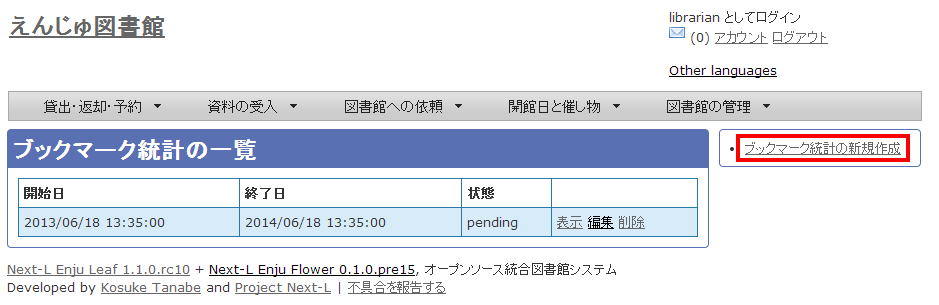 えんじゅ図書館
librarian としてログイン
(0) アカウント ログアウト
Other languages
貸出・返却・予約 資料の受入 図書館への依頼 開館日と催し物 図書館の管理
ブックマーク統計の一覧
開始日 終了日 状態
2013/06/18 13:35:00 2014/06/18 13:35:00 pending 表示 編集 削除
ブックマーク統計の新規作成
Next-L Enju Leaf 1.1.0.rc10 + Next-L Enju Flower 0.1.0.pre15, オープンソース統合図書館システム
Developed by Kosuke Tanabe and Project Next-L | 不具合を報告する